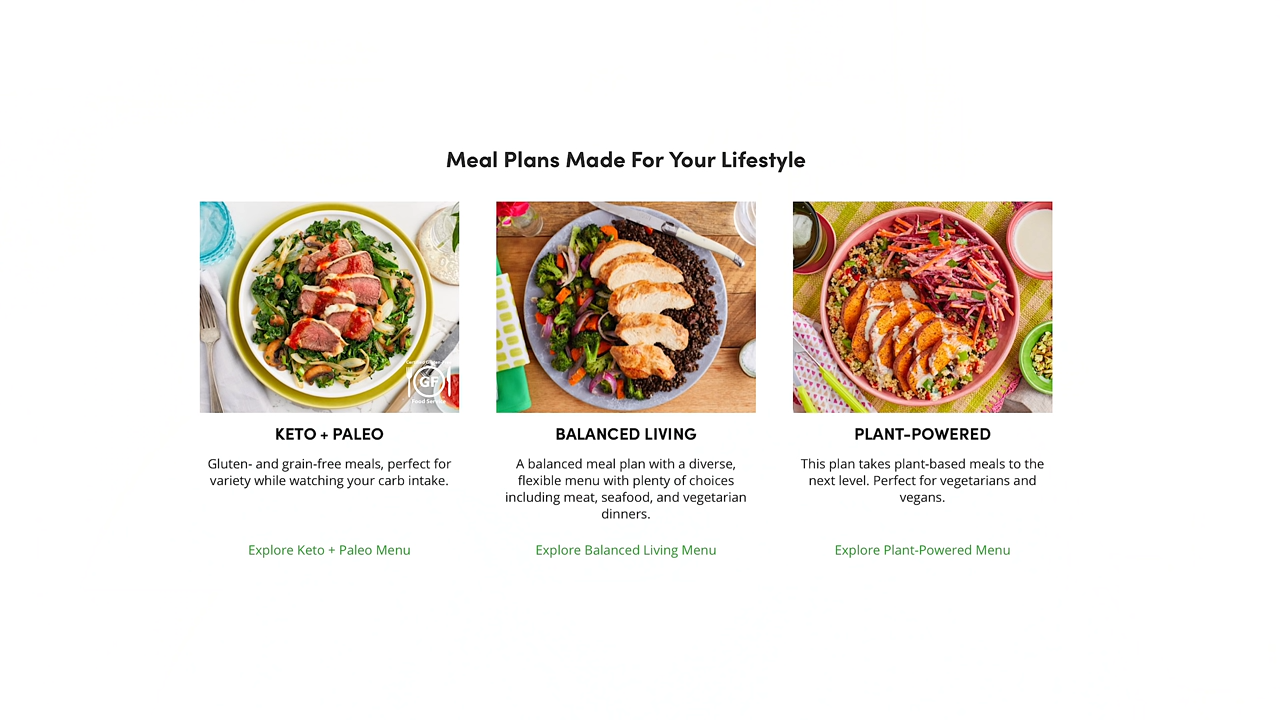 Meal Plans Made For Your Lifestyle
GF
Food Service
KETO + PALEO
Gluten- and grain-free meals, perfect for
variety while watching your carb intake.
Explore Keto + Paleo Menu
BALANCED LIVING
A balanced meal plan with a diverse,
flexible menu with plenty of choices
including meat, seafood, and vegetarian
dinners.
Explore Balanced Living Menu
PLANT-POWERED
This plan takes plant-based meals to the
next level. Perfect for vegetarians and
vegans.
Explore Plant-Powered Menu